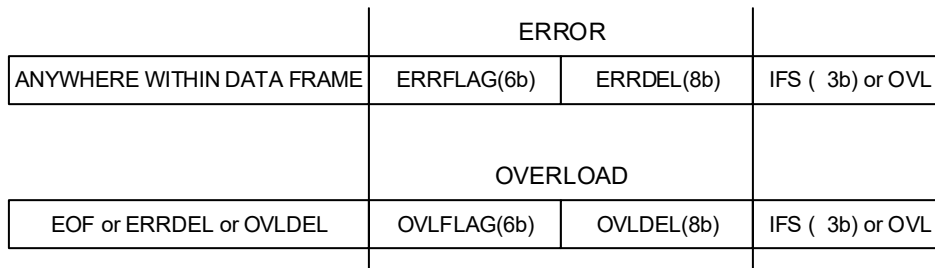 ERROR
ANYWHERE WITHIN DATA FRAME ERRFLAG(6b) ERRDEL(8b) IFS ( 3b) or OVL
OVERLOAD
EOF or ERRDEL or OVLDEL OVLFLAG(6b) OVLDEL(8b) IFS ( 3b) or OVL